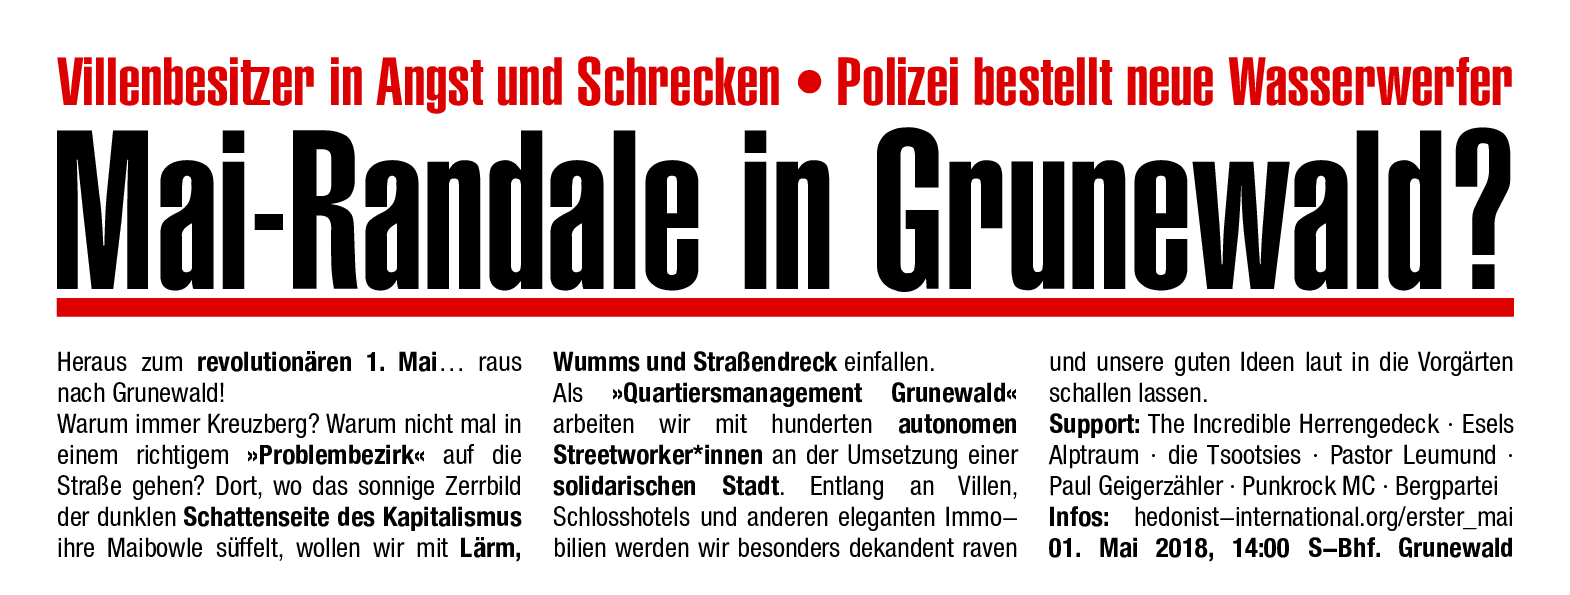 Villenbesitzer in Angst und Schrecken • Polizei bestellt neue Wasserwerfer
Mai-Randale in Grunewald?
Heraus zum revolutionären 1. Mai… raus
nach Grunewald!
Warum immer Kreuzberg? Warum nicht mal in
einem richtigem »Problembezirk« auf die
Straße gehen? Dort, wo das sonnige Zerrbild
der dunklen Schattenseite des Kapitalismus
ihre Maibowle süffelt, wollen wir mit Lärm,
Wumms und Straßendreck einfallen.
Als »Quartiersmanagement Grunewald«
arbeiten wir mit hunderten autonomen
Streetworker*innen an der Umsetzung einer
solidarischen Stadt. Entlang an Villen,
Schlosshotels und anderen eleganten Immo–
bilien werden wir besonders dekandent raven
und unsere guten Ideen laut in die Vorgärten
schallen lassen.
Support: The Incredible Herrengedeck · Esels
Alptraum · die Tsootsies · Pastor Leumund ·
Paul Geigerzähler · Punkrock MC · Bergpartei
Infos: hedonist–international.org/erster_mai
01. Mai 2018, 14:00 S–Bhf. Grunewald